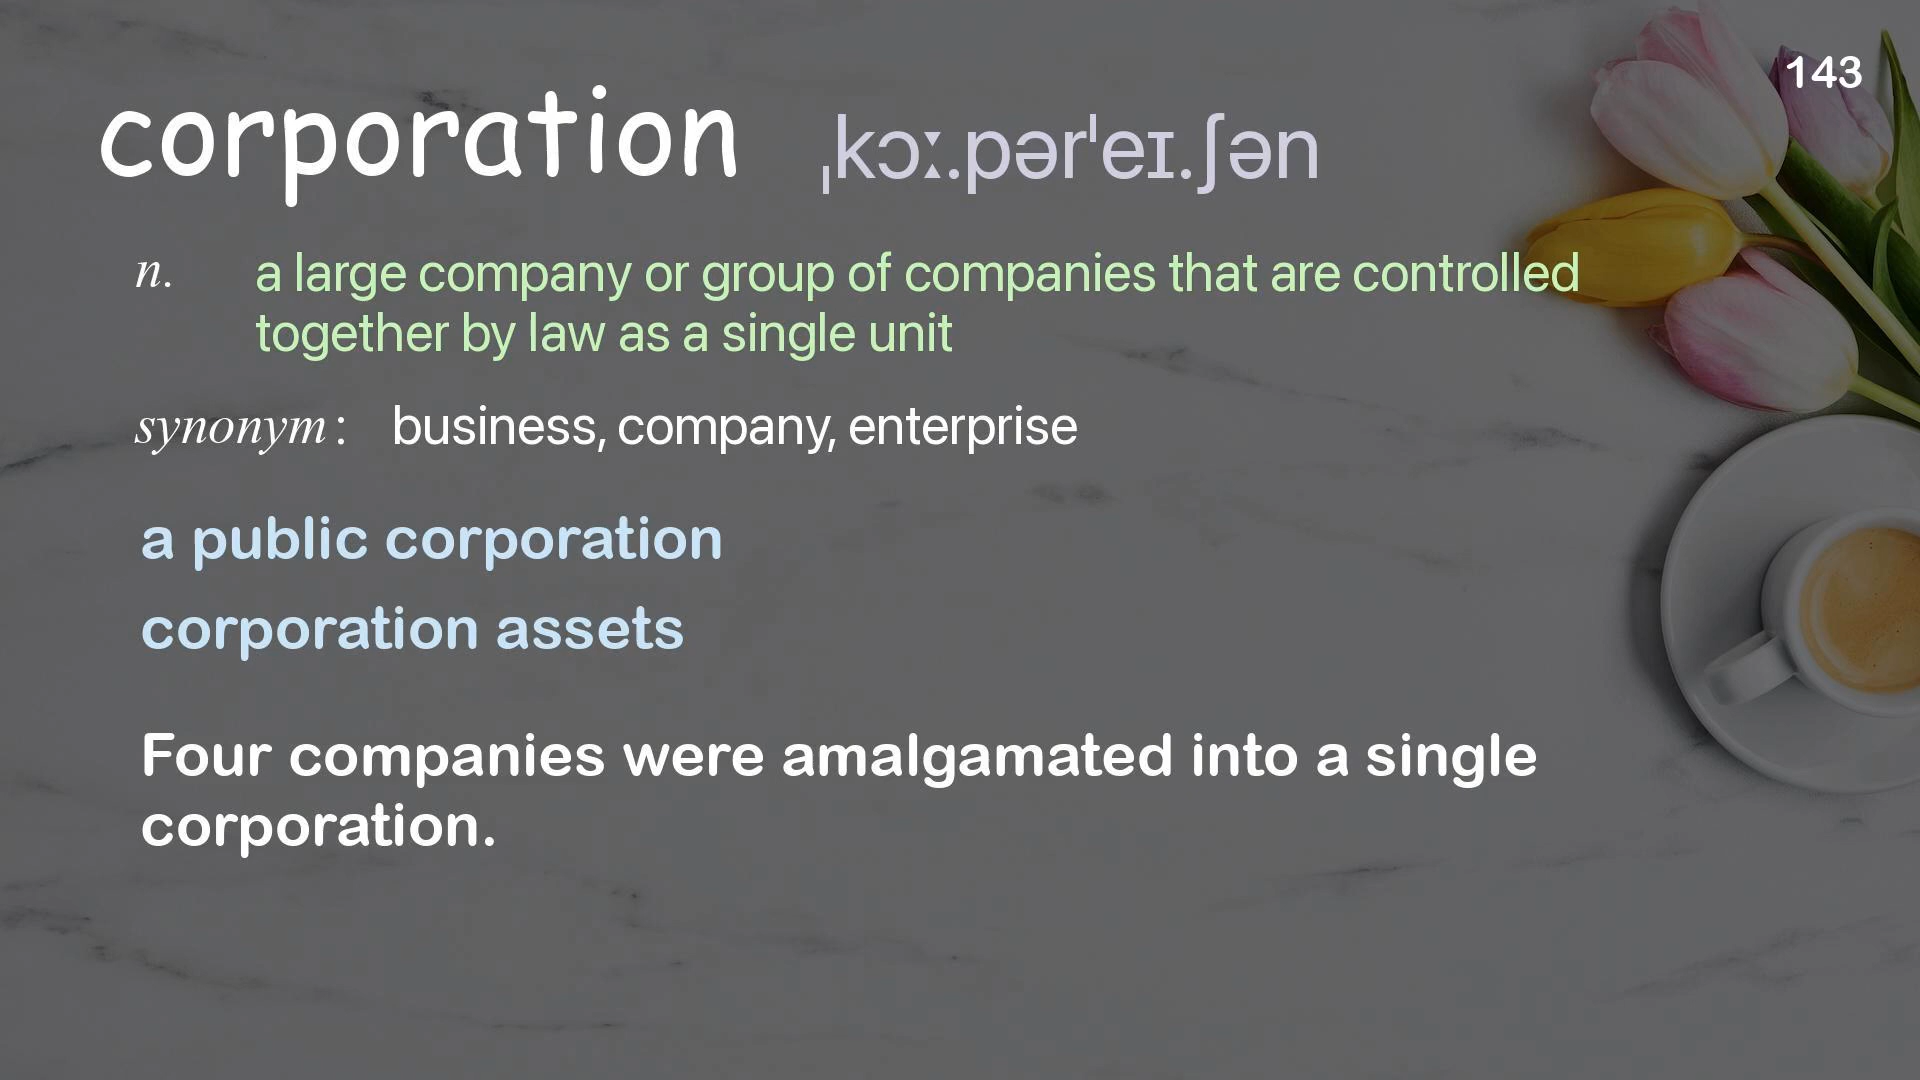 143
corporation ˌkɔː.pərˈeɪ.ʃən
n. a large company or group of companies that are controlled
together by law as a single unit
synonym: business, company, enterprise
a public corporation
corporation assets
Four companies were amalgamated into a single
corporation.